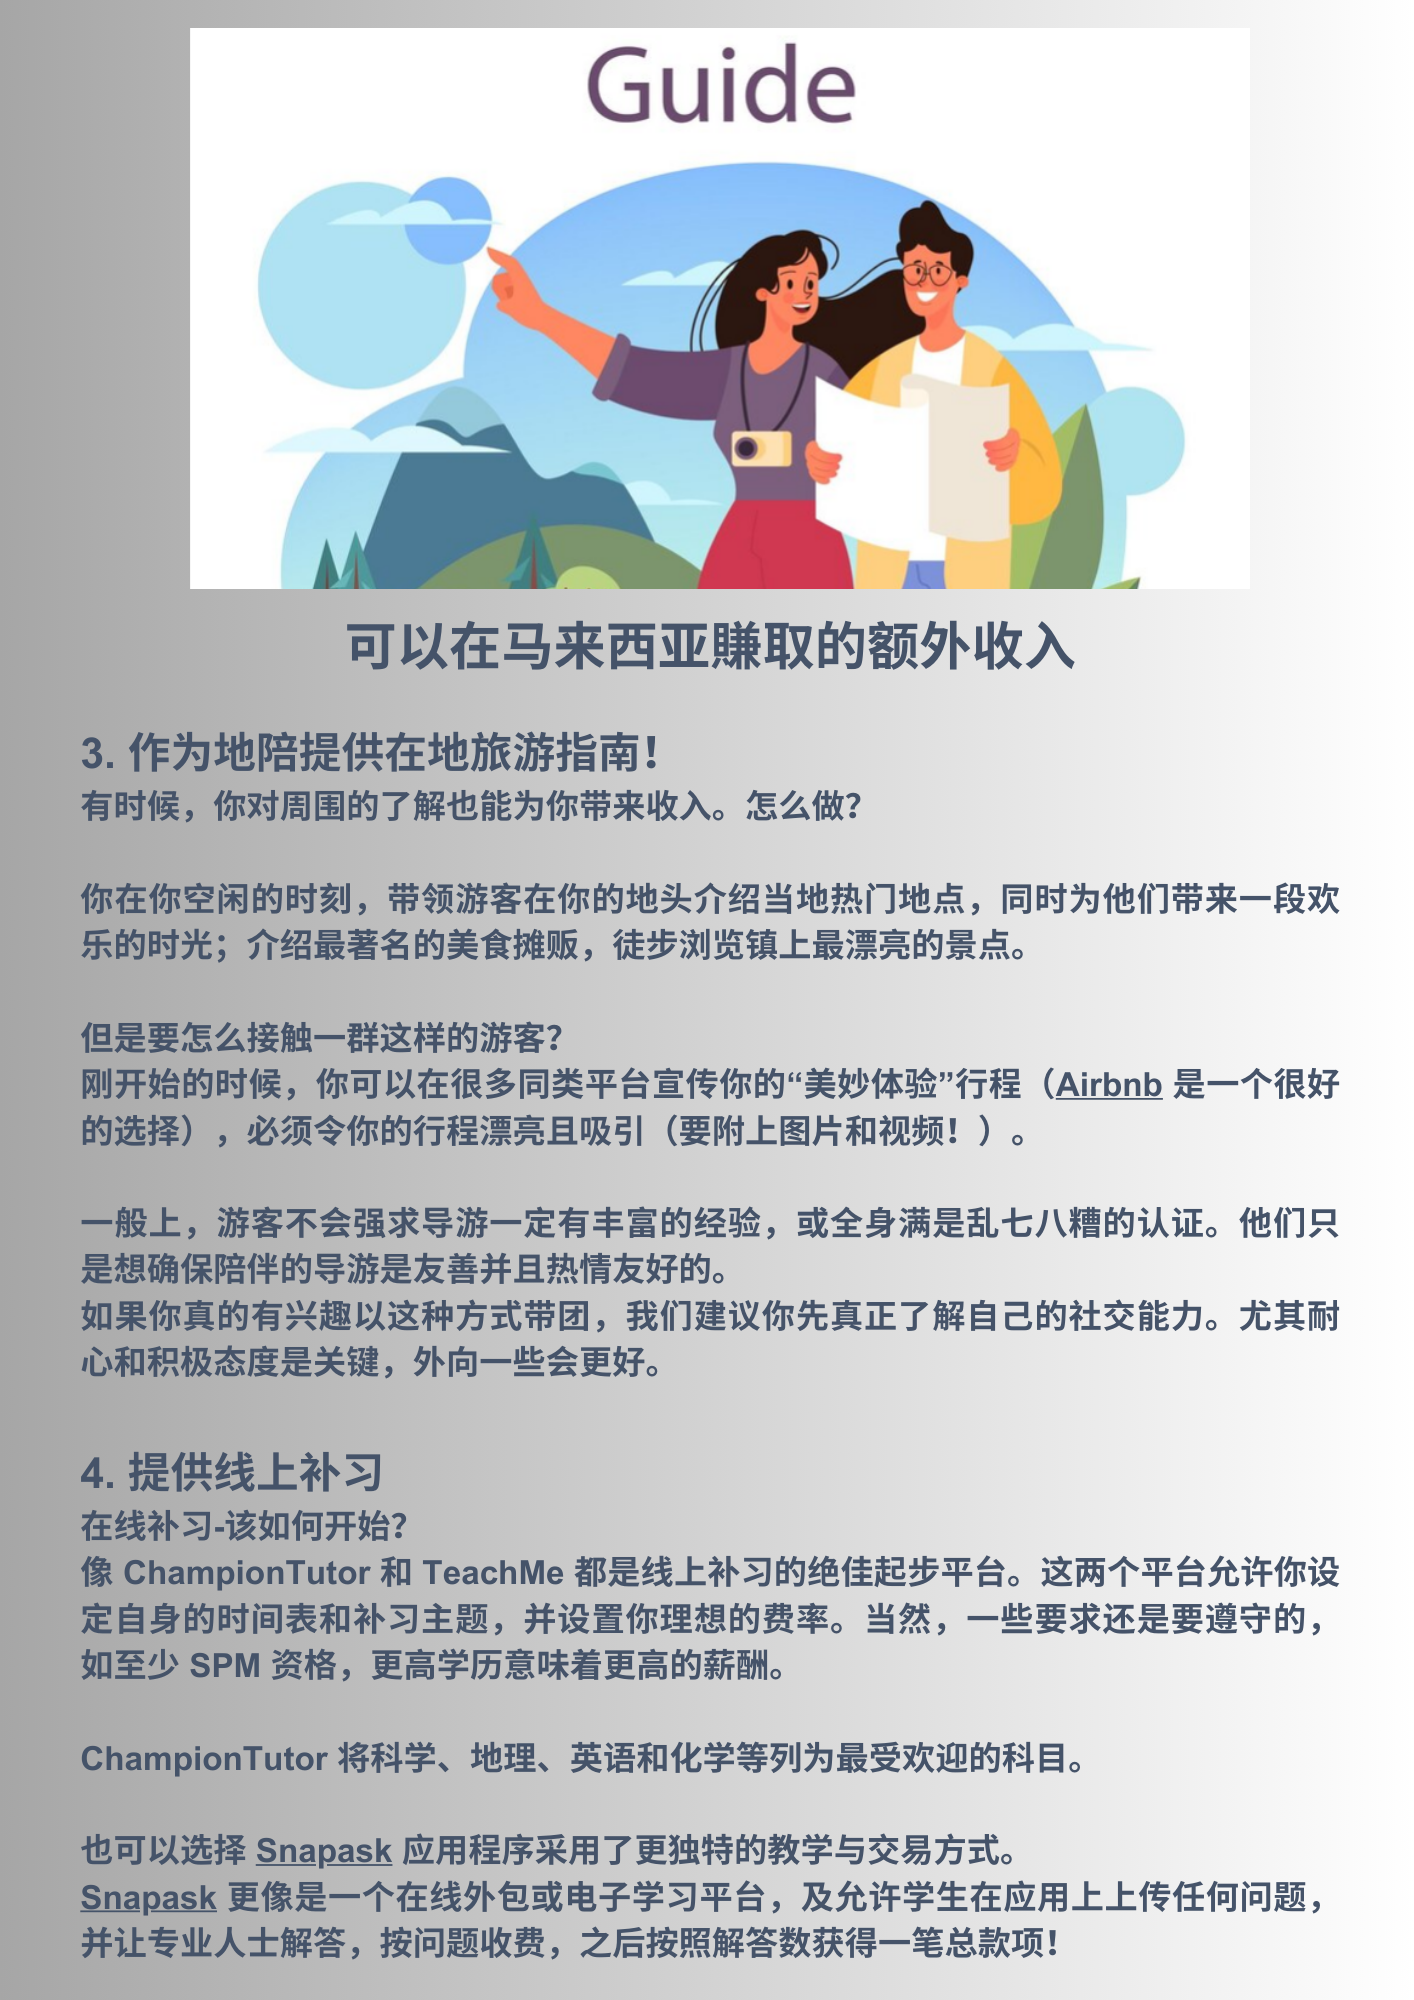 Guide
可以在马来西亚賺取的额外收入
3. 作为地陪提供在地旅游指南！
有时候，你对周围的了解也能为你带来收入。怎么做？
你在你空闲的时刻，带领游客在你的地头介绍当地热门地点，同时为他们带来一段欢
乐的时光；介绍最著名的美食摊贩，徒步浏览镇上最漂亮的景点。
但是要怎么接触一群这样的游客？
刚开始的时候，你可以在很多同类平台宣传你的“美妙体验”行程（Airbnb 是一个很好
的选择），必须令你的行程漂亮且吸引（要附上图片和视频！）。
一般上，游客不会强求导游一定有丰富的经验，或全身满是乱七八糟的认证。他们只
是想确保陪伴的导游是友善并且热情友好的。
如果你真的有兴趣以这种方式带团，我们建议你先真正了解自己的社交能力。尤其耐
心和积极态度是关键，外向一些会更好。
4. 提供线上补习
在线补习-该如何开始？
像 ChampionTutor 和 TeachMe 都是线上补习的绝佳起步平台。这两个平台允许你设
定自身的时间表和补习主题，并设置你理想的费率。当然，一些要求还是要遵守的，
如至少 SPM 资格，更高学历意味着更高的薪酬。
ChampionTutor 将科学、地理、英语和化学等列为最受欢迎的科目。
也可以选择 Snapask 应用程序采用了更独特的教学与交易方式。
Snapask 更像是一个在线外包或电子学习平台，及允许学生在应用上上传任何问题，
并让专业人士解答，按问题收费，之后按照解答数获得一笔总款项！